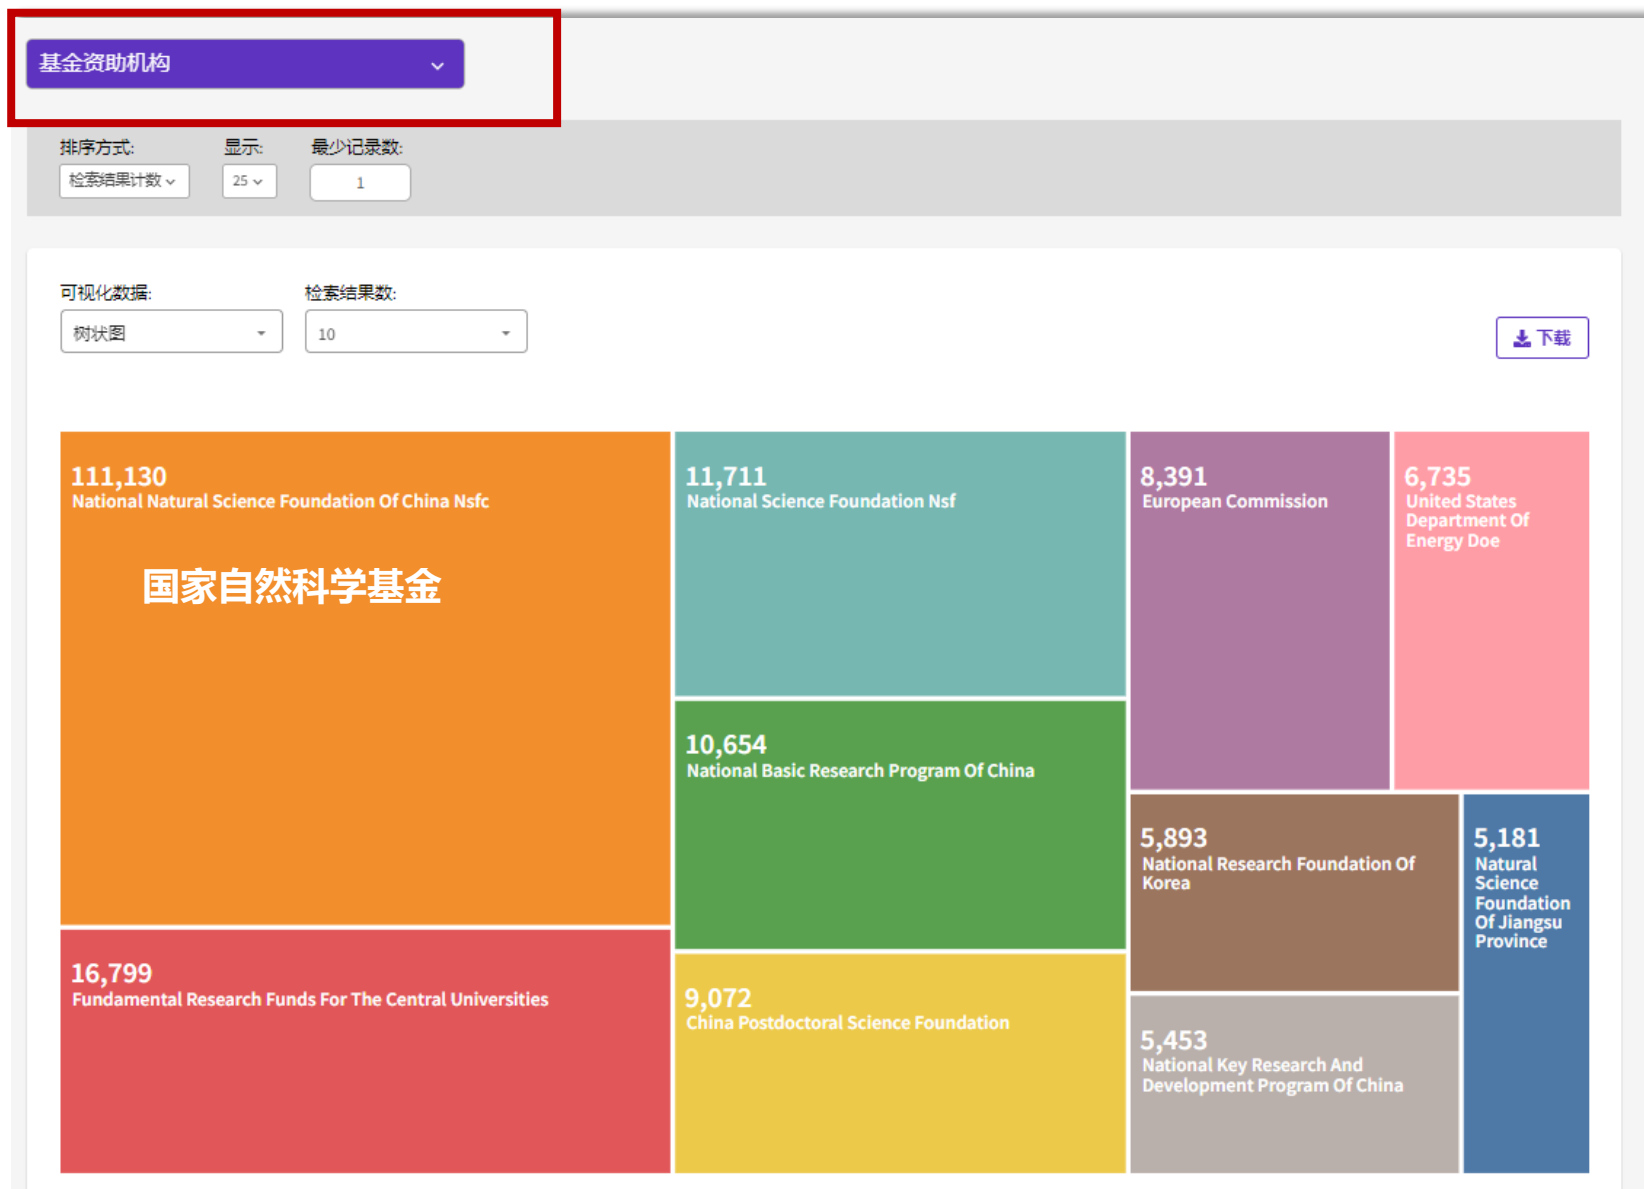 基金资助机构
排序方式:
显示:
最少记录数:
检索结果计数
25
1
可视化数据:
检索结果数:
树状图
10
下载
111,130
National Natural Science Foundation Of China Nsfc
国家自然科学基金
16,799
Fundamental Research Funds For The Central Universities
11,711
National Science Foundation Nsf
10,654
National Basic Research Program Of China
9,072
China Postdoctoral Science Foundation
8,391
European Commission
6,735
United States
Department Of
Energy Doe
5,893
National Research Foundation Of
Korea
5,453
National Key Research And
Development Program Of China
5,181
Natural
Science
Foundation
Of Jiangsu
Province